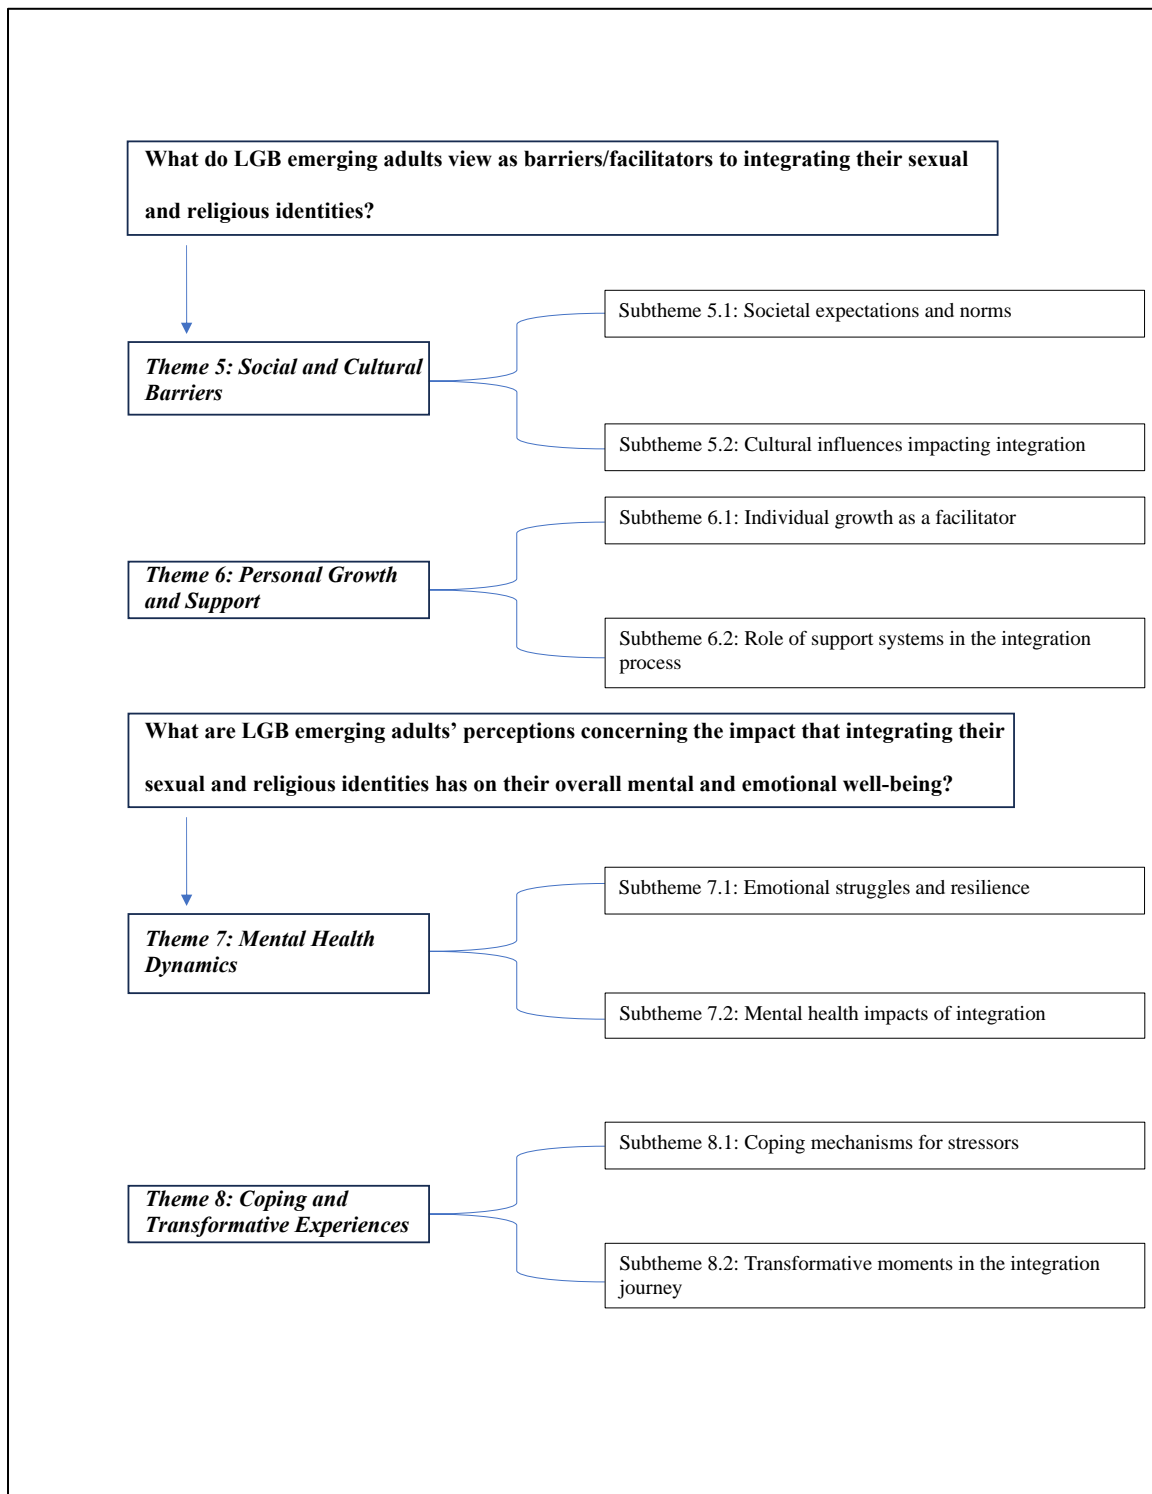 What do LGB emerging adults view as barriers/facilitators to integrating their sexual
and religious identities?
Subtheme 5.1: Societal expectations and norms
Theme 5: Social and Cultural
Barriers
Subtheme 5.2: Cultural influences impacting integration
Subtheme 6.1: Individual growth as a facilitator
Theme 6: Personal Growth
and Support
Subtheme 6.2: Role of support systems in the integration
process
What are LGB emerging adults’ perceptions concerning the impact that integrating their
sexual and religious identities has on their overall mental and emotional well-being?
Subtheme 7.1: Emotional struggles and resilience
Theme 7: Mental Health
Dynamics
Subtheme 7.2: Mental health impacts of integration
Subtheme 8.1: Coping mechanisms for stressors
Theme 8: Coping and
Transformative Experiences
Subtheme 8.2: Transformative moments in the integration
journey